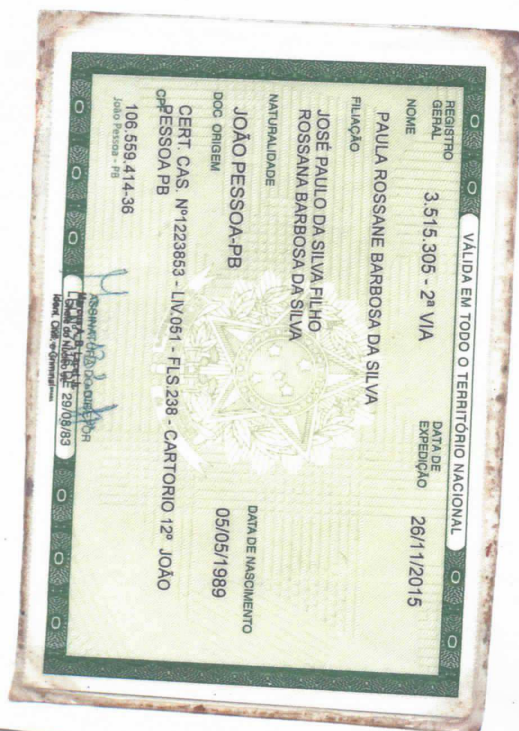 VÁLIDA EM TODO O TERRITÓRIO NACIONAL
REGISTRO GERAL 3.515.305 - 2ª VIA DATA DE EXPEDIÇÃO 26/11/2015
NOME
PAULA ROSSANE BARBOSA DA SILVA
FILIAÇÃO
JOSÉ PAULO DA SILVA FILHO
ROSSANA BARBOSA DA SILVA
NATURALIDADE DATA DE NASCIMENTO
JOÃO PESSOA-PB 05/05/1989
DOC ORIGEM
CERT. CAS. Nº1223853 - LIV.051 - FLS.238 - CARTORIO 12º JOÃO
PESSOA PB
CPF
106.559.414-36
João Pessoa - PB
ASSINATURA DO DIRETOR
29/08/83